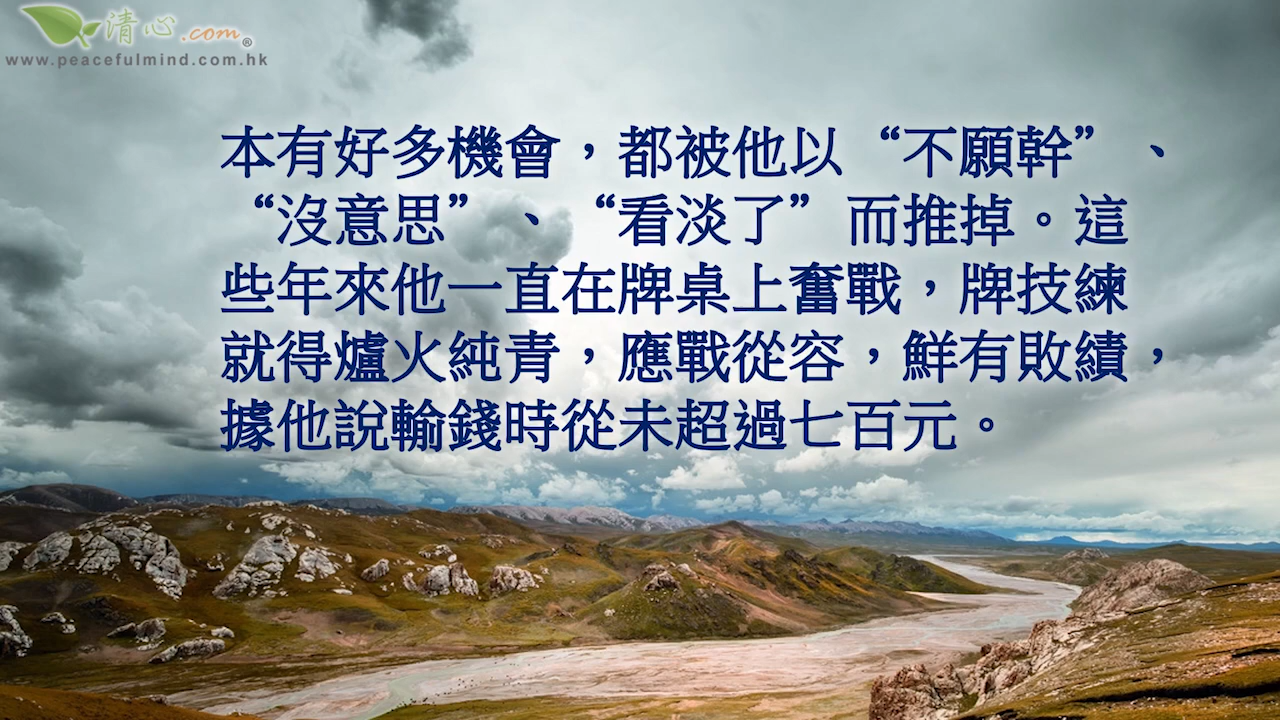 清心.com®
www.peacefulmind.com.hk
本有好多機會，都被他以“不願幹”、
“沒意思”、“看淡了”而推掉。這
些年來他一直在牌桌上奮戰，牌技練
就得爐火純青，應戰從容，鮮有敗績，
據他說輸錢時從未超過七百元。